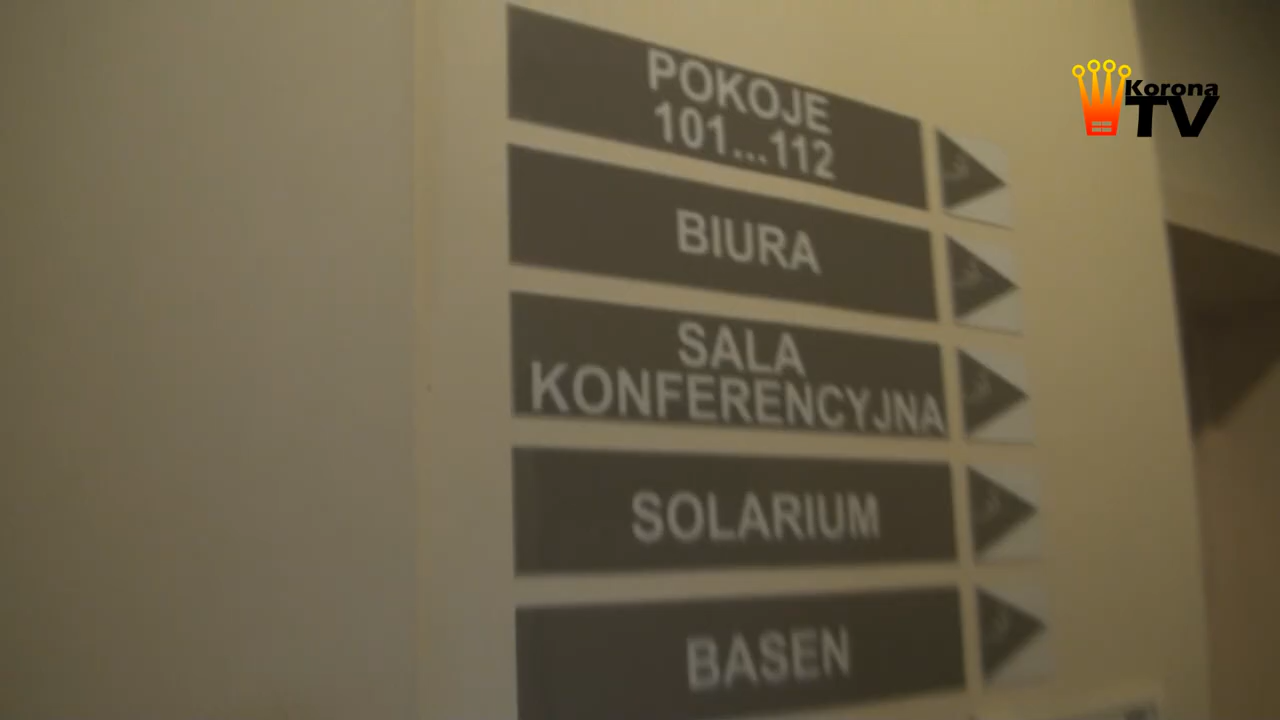 POKOJE
101...112
BIURA
SALA
KONFERENCYJNA
SOLARIUM
BASEN
Korona
TV